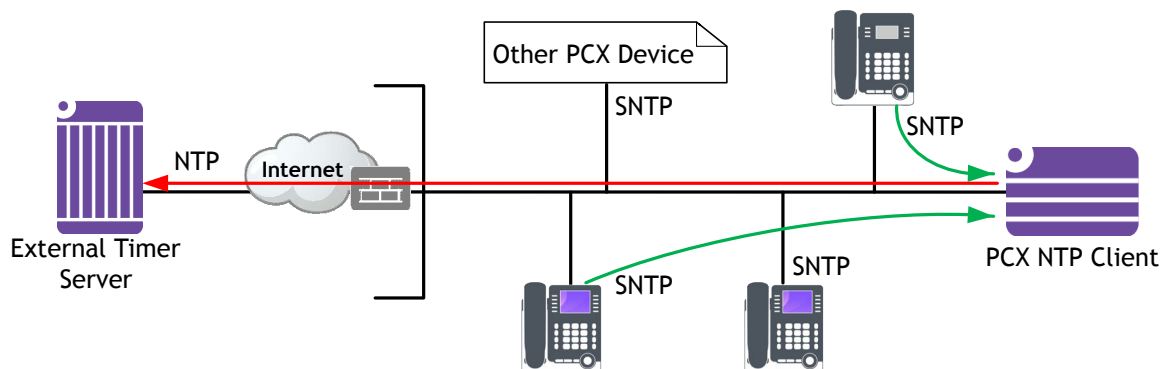 Other PCX Device
SNTP
SNTP
NTP
Internet
External Timer
Server
PCX NTP Client
SNTP
SNTP